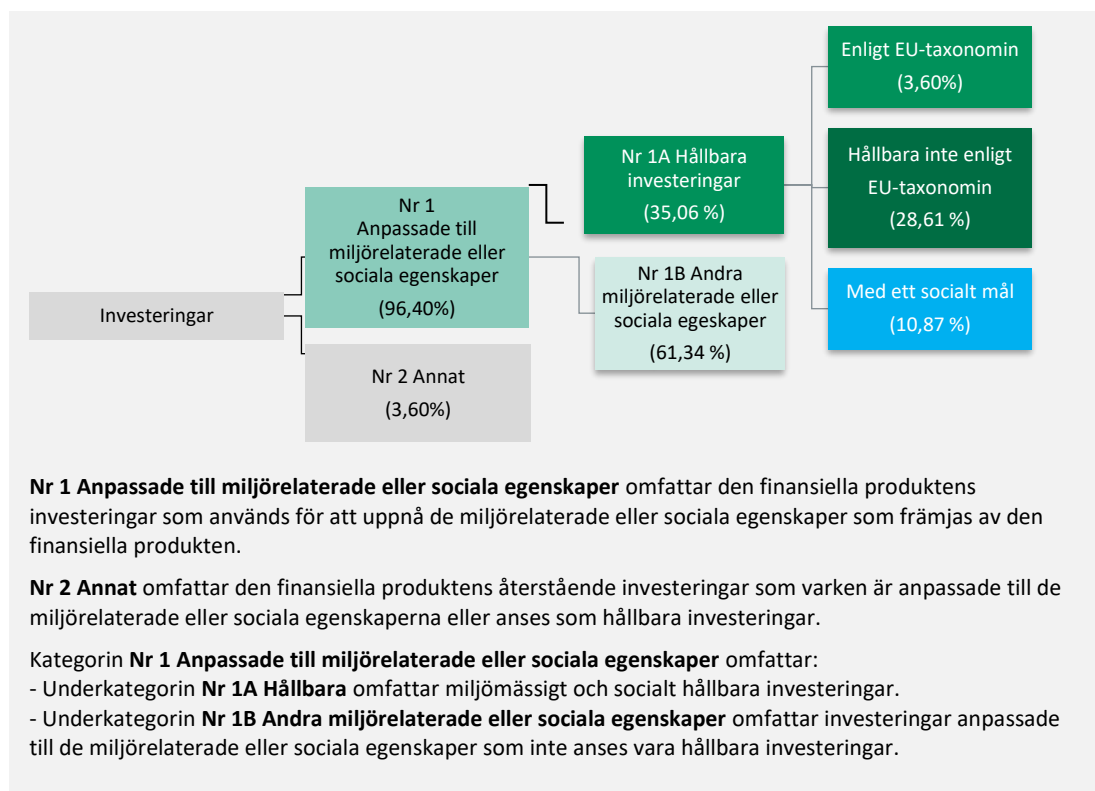 Enligt EU-taxonomin
(3,60%)
Nr 1A Hållbara
investeringar
(35,06 %)
Hållbara inte enligt
EU-taxonomin
(28,61 %)
Nr 1
Anpassade till
miljörelaterade eller
sociala egenskaper
(96,40%)
Nr 1B Andra
miljörelaterade eller
sociala egeskaper
(61,34 %)
Med ett socialt mål
(10,87 %)
Investeringar
Nr 2 Annat
(3,60%)
Nr 1 Anpassade till miljörelaterade eller sociala egenskaper omfattar den finansiella produktens
investeringar som används för att uppnå de miljörelaterade eller sociala egenskaper som främjas av den
finansiella produkten.
Nr 2 Annat omfattar den finansiella produktens återstående investeringar som varken är anpassade till de
miljörelaterade eller sociala egenskaperna eller anses som hållbara investeringar.
Kategorin Nr 1 Anpassade till miljörelaterade eller sociala egenskaper omfattar:
- Underkategorin Nr 1A Hållbara omfattar miljömässigt och socialt hållbara investeringar.
- Underkategorin Nr 1B Andra miljörelaterade eller sociala egenskaper omfattar investeringar anpassade
till de miljörelaterade eller sociala egenskaper som inte anses vara hållbara investeringar.